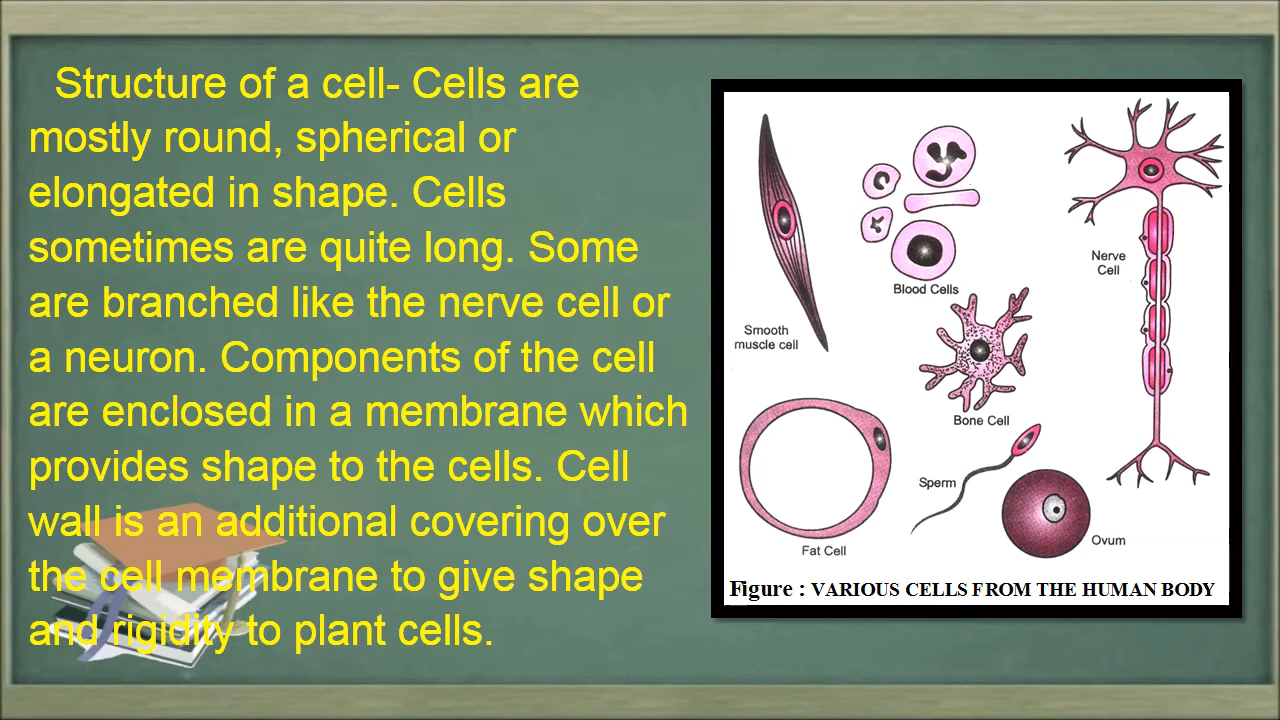 Structure of a cell- Cells are
mostly round, spherical or
elongated in shape. Cells
sometimes are quite long. Some
are branched like the nerve cell or
a neuron. Components of the cell
are enclosed in a membrane which
provides shape to the cells. Cell
wall is an additional covering over
the cell membrane to give shape
and rigidity to plant cells.
Smooth
muscle cell
Blood Cells
Nerve
Cell
Bone Cell
Fat Cell
Sperm
Ovum
Figure : VARIOUS CELLS FROM THE HUMAN BODY